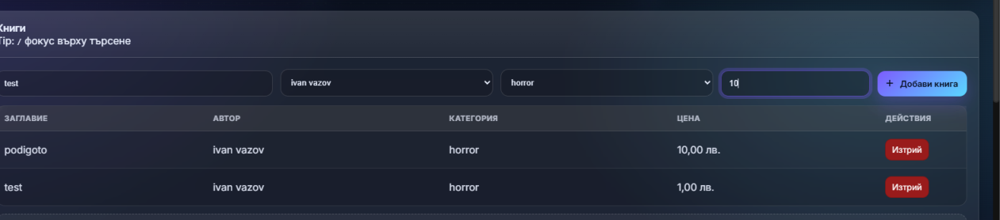 Книги
Tip: / фокус върху търсене
test ivan vazov horror 10 + Добави книга
ЗАГЛАВИЕ АВТОР КАТЕГОРИЯ ЦЕНА ДЕЙСТВИЯ
podigoto ivan vazov horror 10,00 лв. Изтрий
test ivan vazov horror 1,00 лв. Изтрий